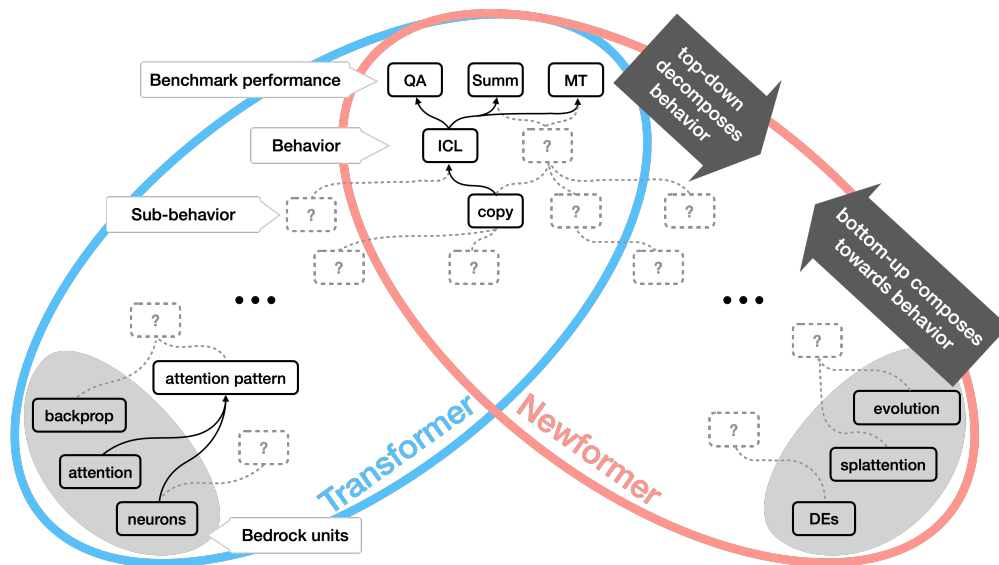 top-down
decomposes
behavior
Benchmark performance
QA
Summ
MT
Behavior
ICL
?
Sub-behavior
?
copy
?
?
bottom-up composes
towards behavior
?
?
?
•••
•••
?
?
attention pattern
backprop
evolution
Transformer
Newformer
?
?
attention
splattention
neurons
DEs
Bedrock units